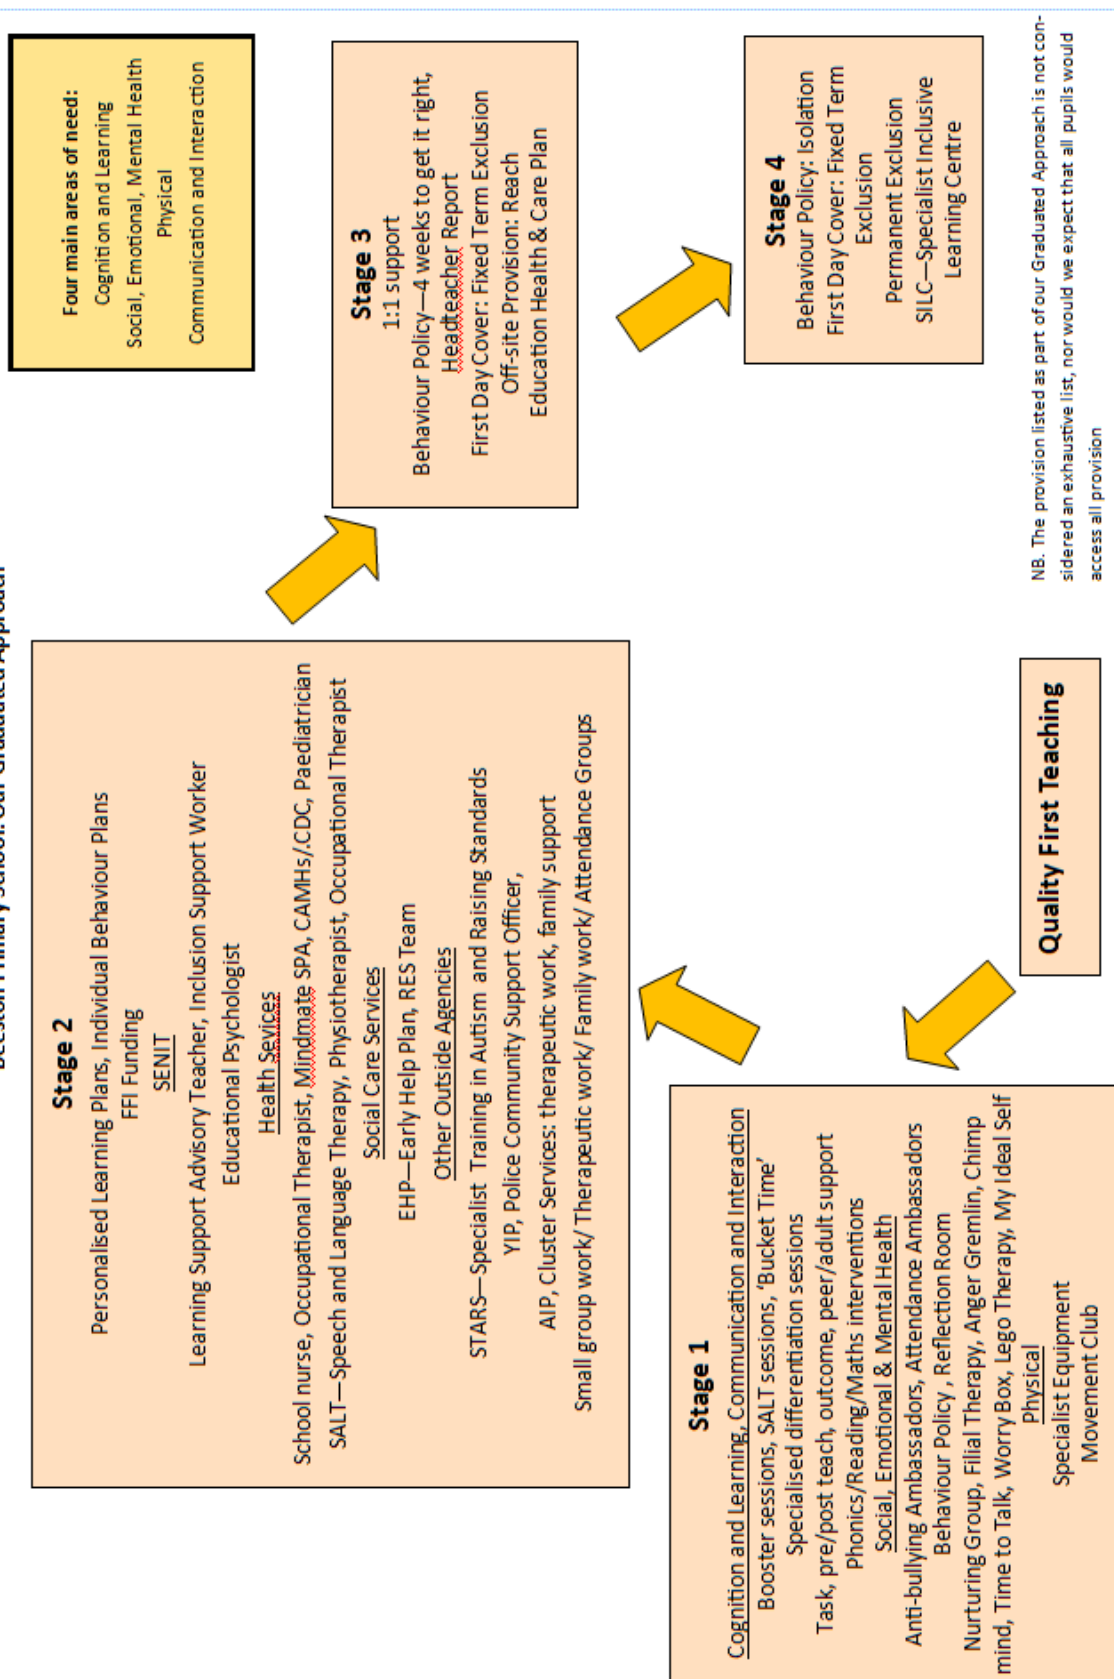 Beeston Primary School: Our Graduated Approach
Four main areas of need:
Cognition and Learning
Social, Emotional, Mental Health
Physical
Communication and Interaction
Stage 2
Personalised Learning Plans, Individual Behaviour Plans
FFI Funding
SENIT
Learning Support Advisory Teacher, Inclusion Support Worker
Educational Psychologist
Health Sevices
School nurse, Occupational Therapist, Mindmate SPA, CAMHs/.CDC, Paediatrician
SALT—Speech and Language Therapy, Physiotherapist, Occupational Therapist
Social Care Services
EHP—Early Help Plan, RES Team
Other Outside Agencies
STARS—Specialist Training in Autism and Raising Standards
YIP, Police Community Support Officer,
AIP, Cluster Services: therapeutic work, family support
Small group work/ Therapeutic work/ Family work/ Attendance Groups
Stage 3
1:1 support
Behaviour Policy—4 weeks to get it right,
Headteacher Report
First Day Cover: Fixed Term Exclusion
Off-site Provision: Reach
Education Health & Care Plan
Stage 1
Cognition and Learning, Communication and Interaction
Booster sessions, SALT sessions, ‘Bucket Time’
Specialised differentiation sessions
Task, pre/post teach, outcome, peer/adult support
Phonics/Reading/Maths interventions
Social, Emotional & Mental Health
Anti-bullying Ambassadors, Attendance Ambassadors
Behaviour Policy , Reflection Room
Nurturing Group, Filial Therapy, Anger Gremlin, Chimp
mind, Time to Talk, Worry Box, Lego Therapy, My Ideal Self
Physical
Specialist Equipment
Movement Club
Stage 4
Behaviour Policy: Isolation
First Day Cover: Fixed Term
Exclusion
Permanent Exclusion
SILC—Specialist Inclusive
Learning Centre
Quality First Teaching
NB. The provision listed as part of our Graduated Approach is not con-
sidered an exhaustive list, nor would we expect that all pupils would
access all provision